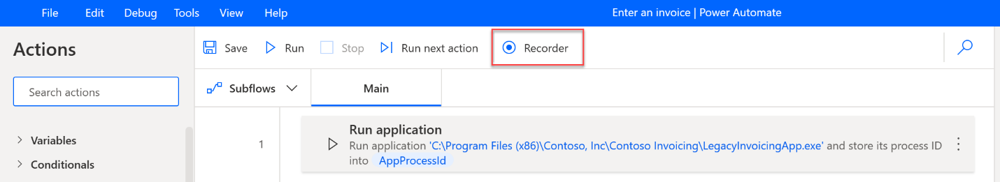 File Edit Debug Tools View Help Enter an invoice | Power Automate
Actions
Save Run Stop Run next action Recorder
Search actions
Subflows Main
Variables
Conditionals
1
Run application
Run application 'C:\Program Files (x86)\Contoso, Inc\Contoso Invoicing\LegacyInvoicingApp.exe' and store its process ID
into AppProcessId